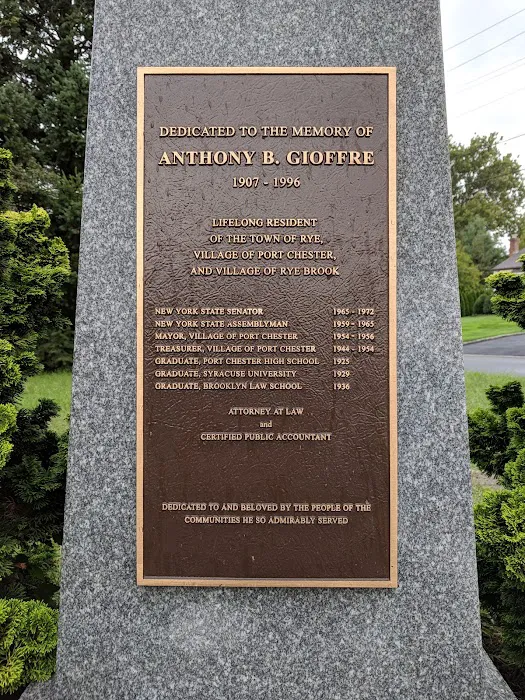 DEDICATED TO THE MEMORY OF
ANTHONY B. GIOFFRE
1907 - 1996
LIFELONG RESIDENT
OF THE TOWN OF RYE,
VILLAGE OF PORT CHESTER,
AND VILLAGE OF RYE BROOK
NEW YORK STATE SENATOR 1965 - 1972
NEW YORK STATE ASSEMBLYMAN 1959 - 1965
MAYOR, VILLAGE OF PORT CHESTER 1954 - 1956
TREASURER, VILLAGE OF PORT CHESTER 1944 - 1954
GRADUATE, PORT CHESTER HIGH SCHOOL 1925
GRADUATE, SYRACUSE UNIVERSITY 1929
GRADUATE, BROOKLYN LAW SCHOOL 1936
ATTORNEY AT LAW
and
CERTIFIED PUBLIC ACCOUNTANT
DEDICATED TO AND BELOVED BY THE PEOPLE OF THE
COMMUNITIES HE SO ADMIRABLY SERVED